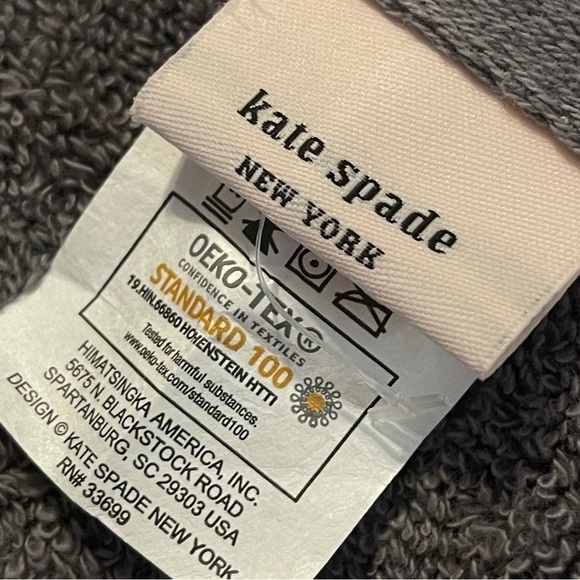 kate spade
NEW YORK
OEKO-TEX®
CONFIDENCE IN TEXTILES
STANDARD 100
19.HIN.66860 HOHENSTEIN HTTI
Tested for harmful substances.
www.oeko-tex.com/standard100
HIMATSINGKA AMERICA, INC.
5675 N. BLACKSTOCK ROAD
SPARTANBURG, SC 29303 USA
DESIGN © KATE SPADE NEW YORK
RN# 33699